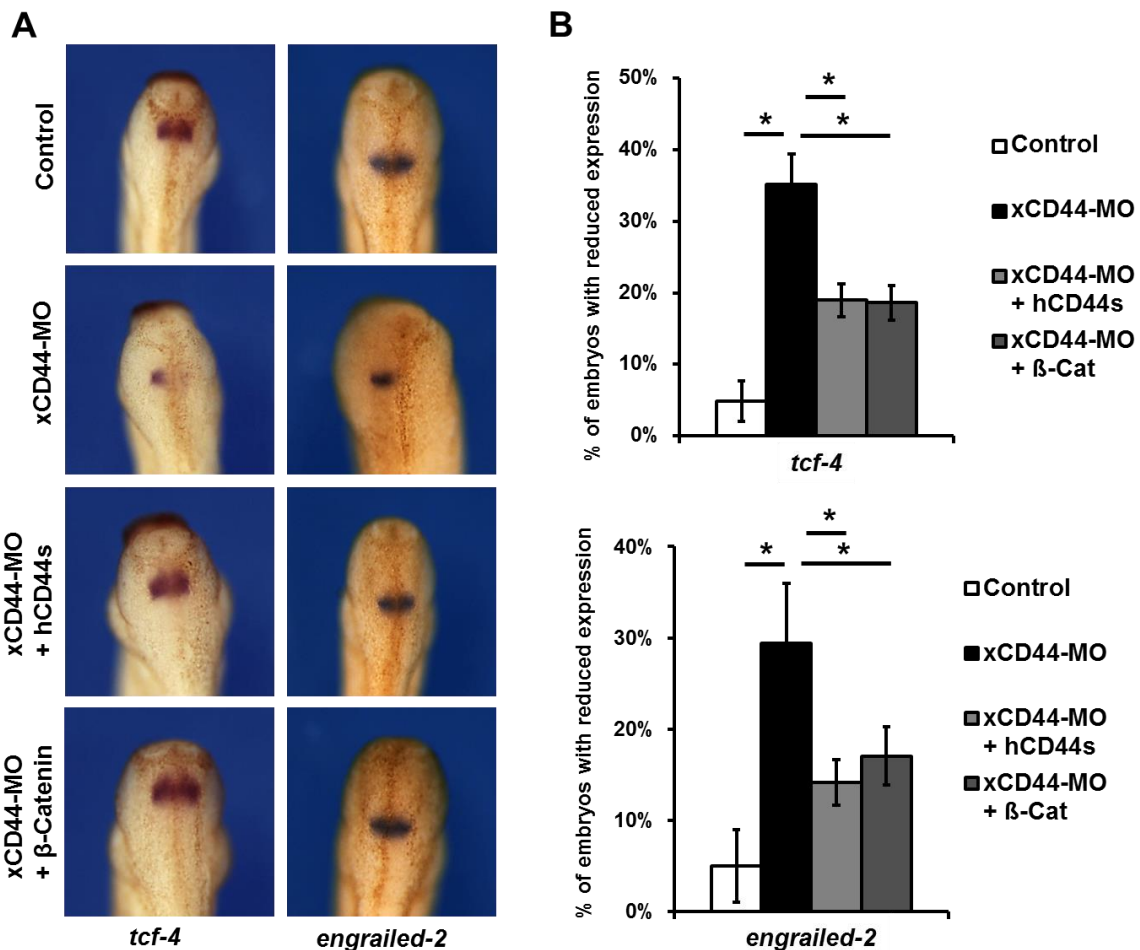 A
Control
xCD44-MO
xCD44-MO
+ hCD44s
xCD44-MO
+ β-Catenin
tcf-4
engrailed-2
B
% of embryos with reduced expression
50%
40%
30%
20%
10%
0%
*
*
*
tcf-4
Control
xCD44-MO
xCD44-MO
+ hCD44s
xCD44-MO
+ ß-Cat
% of embryos with reduced expression
40%
30%
20%
10%
0%
*
*
*
engrailed-2
Control
xCD44-MO
xCD44-MO
+ hCD44s
xCD44-MO
+ ß-Cat